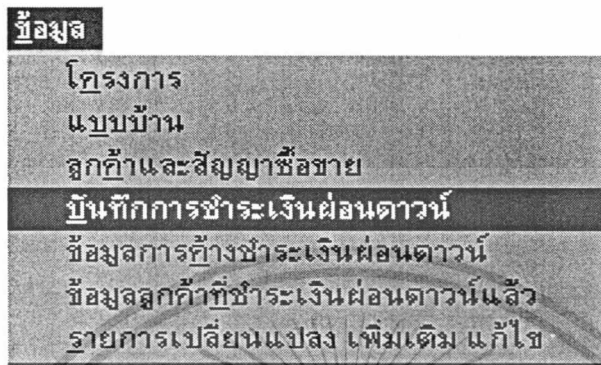 ข้อมูล
โครงการ
แบบบ้าน
ลูกค้าและสัญญาซื้อขาย
บันทึกการชำระเงินผ่อนดาวน์
ข้อมูลการค้างชำระเงินผ่อนดาวน์
ข้อมูลลูกค้าที่ชำระเงินผ่อนดาวน์แล้ว
รายการเปลี่ยนแปลง เพิ่มเติม แก้ไข